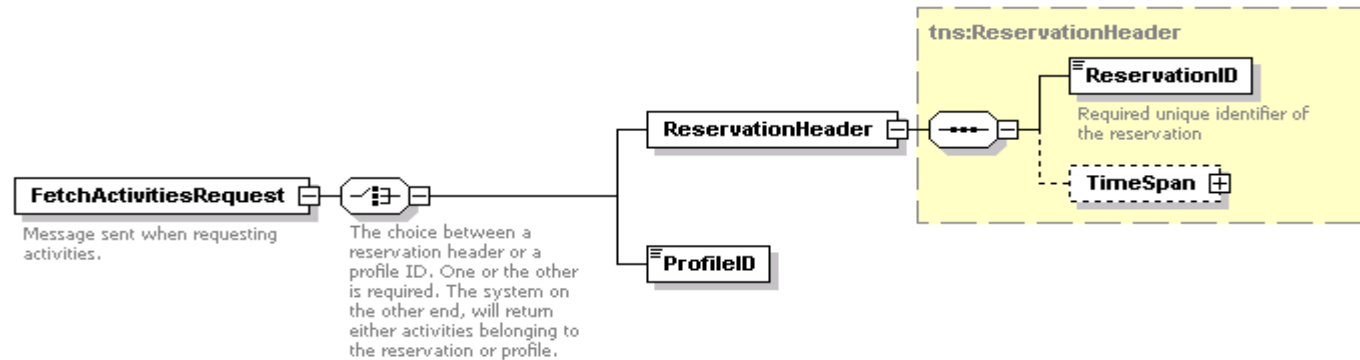 tns:ReservationHeader
ReservationID
Required unique identifier of
the reservation
ReservationHeader
TimeSpan
FetchActivitiesRequest
Message sent when requesting
activities.
The choice between a
reservation header or a
profile ID. One or the other
is required. The system on
the other end, will return
either activities belonging to
the reservation or profile.
ProfileID